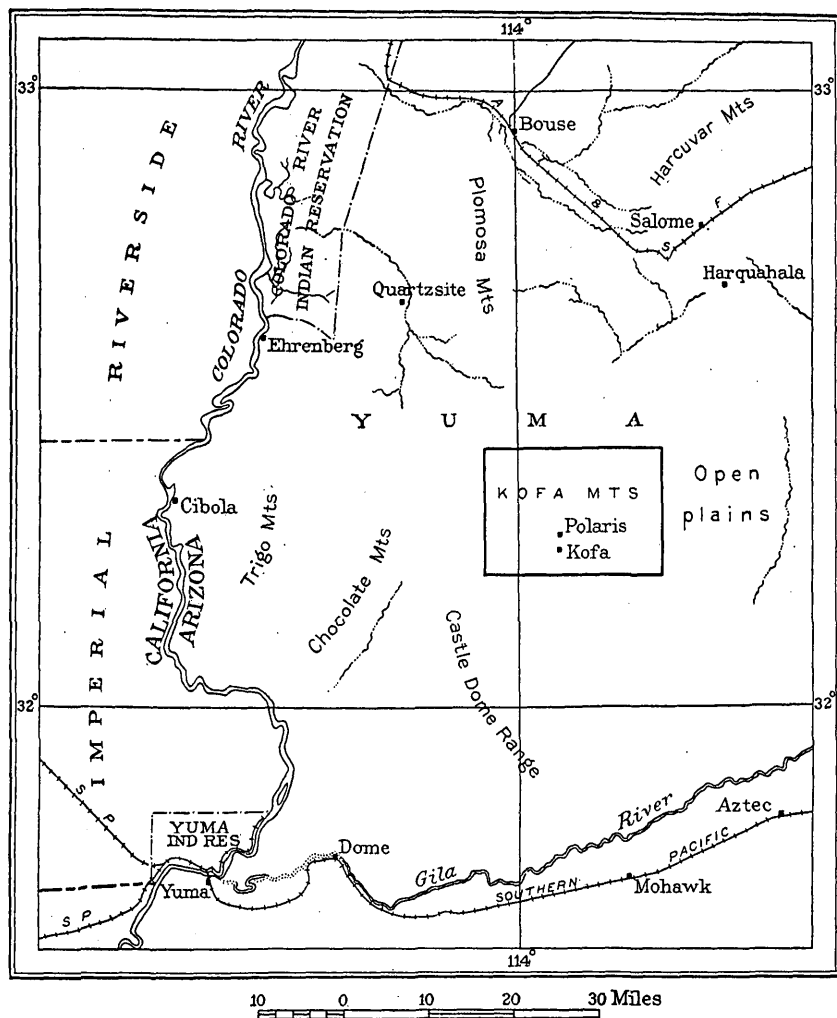 114°
33°
33°
RIVERSIDE
COLORADO RIVER
COLORADO RIVER
INDIAN RESERVATION
A
T
&
S
F
Bouse
Harcuvar Mts
Plomosa Mts
Salome
Quartzsite
Harquahala
Ehrenberg
YUMA
KOFA MTS
Polaris
Kofa
Open
plains
Cibola
CALIFORNIA
ARIZONA
Trigo Mts
Chocolate Mts
Castle Dome Range
IMPERIAL
32°
32°
S P
YUMA
IND RES
Dome
Gila River
Aztec
SOUTHERN PACIFIC
Mohawk
Yuma
S P
114°
10 0 10 20 30 Miles